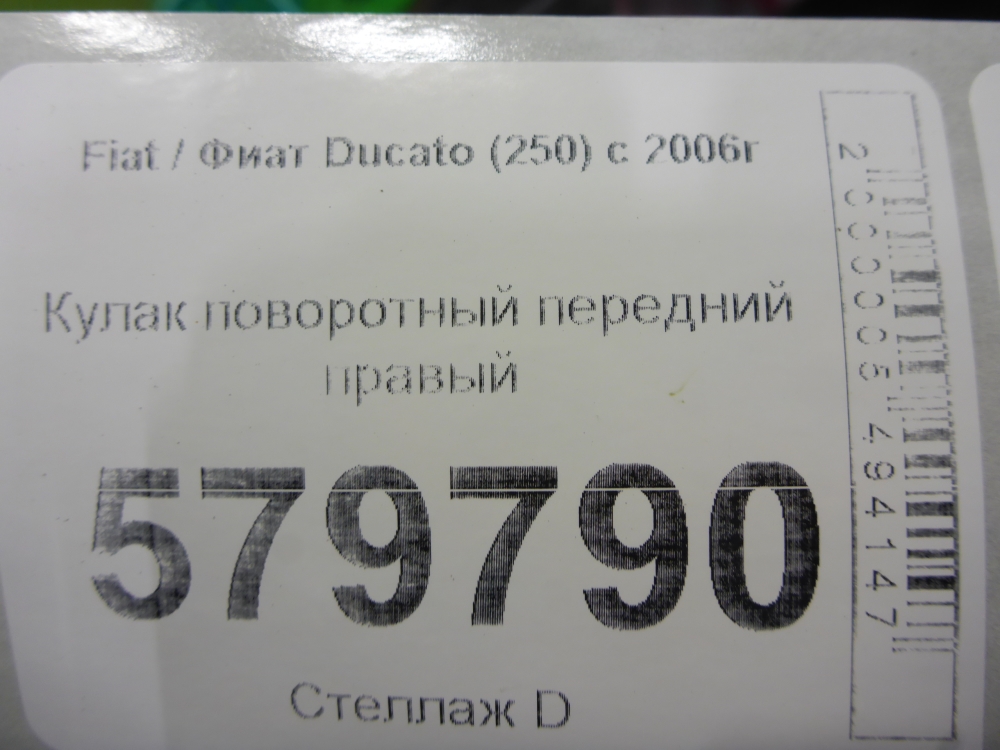 Fiat / Фиат Ducato (250) с 2006г
Кулак поворотный передний
правый
579790
Стеллаж D
2000005494147